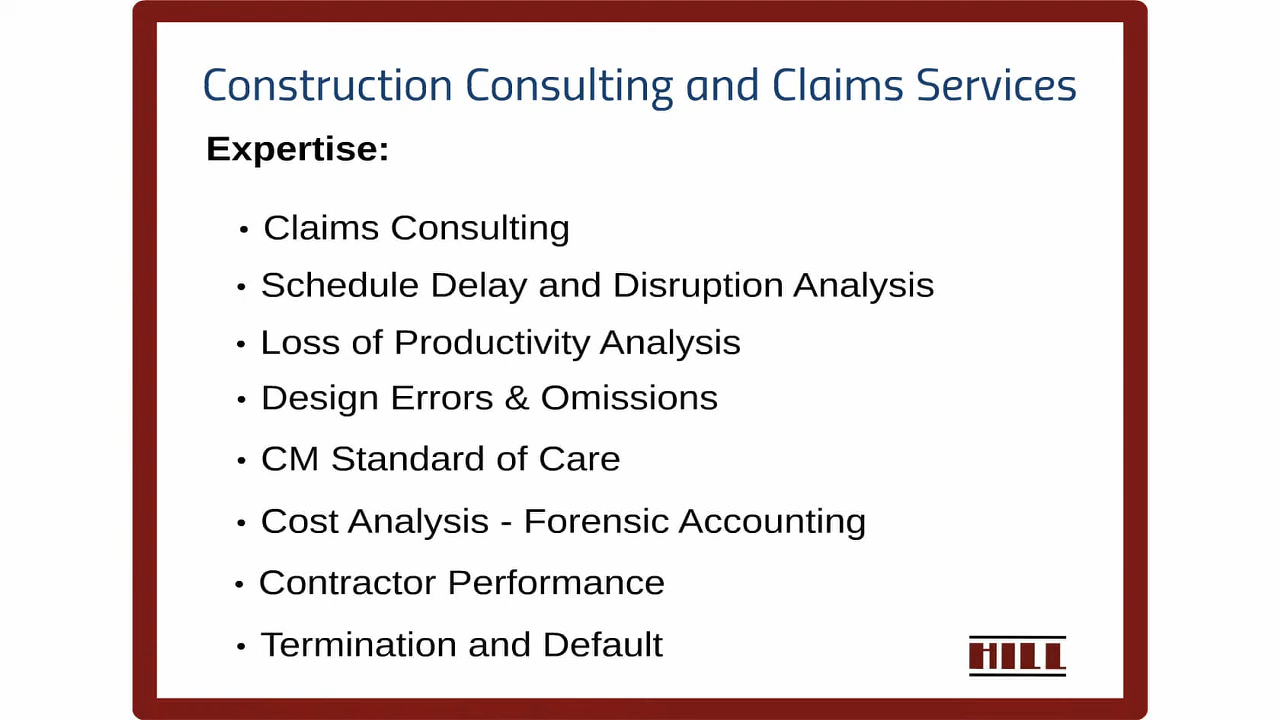 Construction Consulting and Claims Services
Expertise:
• Claims Consulting
• Schedule Delay and Disruption Analysis
• Loss of Productivity Analysis
• Design Errors & Omissions
• CM Standard of Care
• Cost Analysis - Forensic Accounting
• Contractor Performance
• Termination and Default
HILL